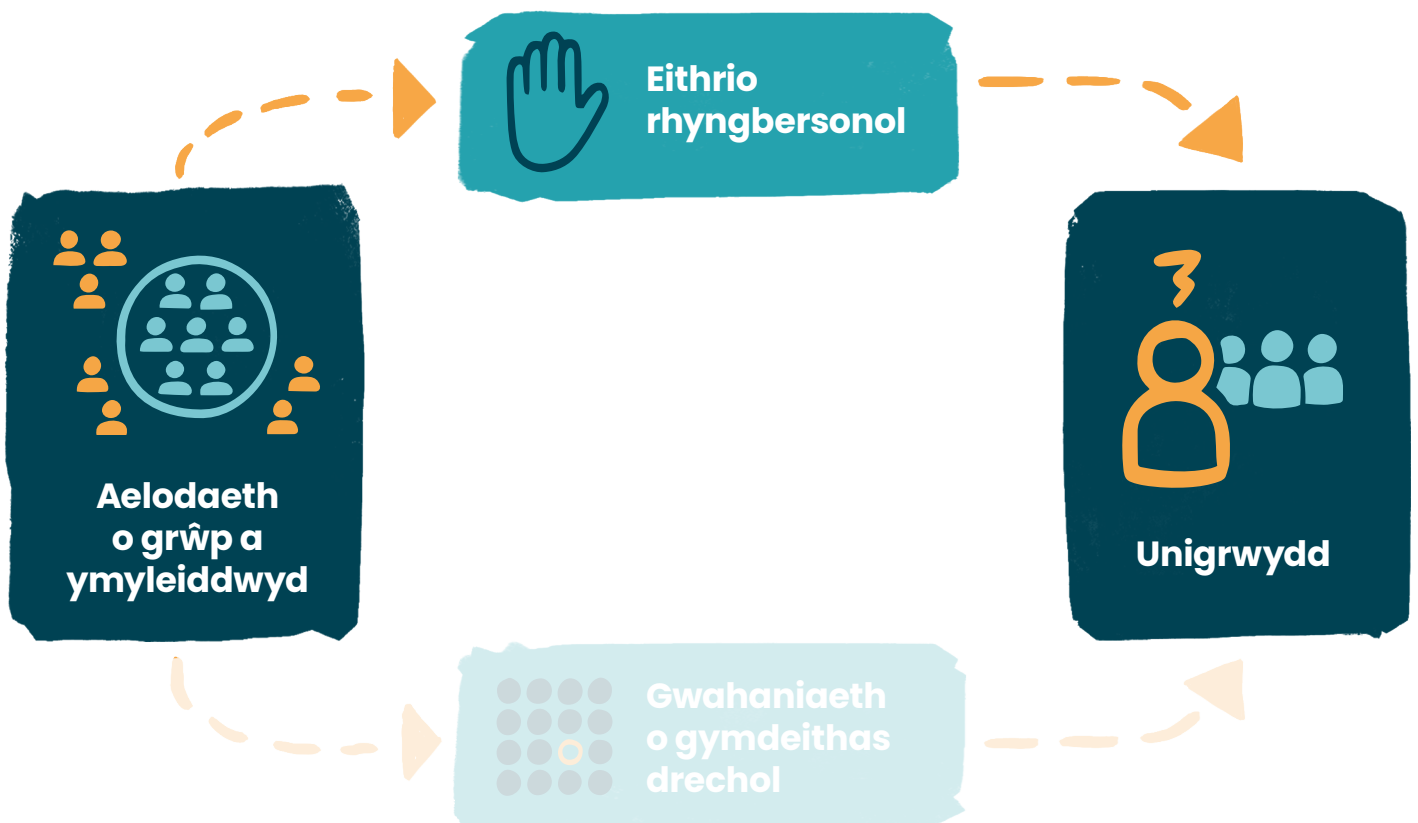 Eithrio
rhyngbersonol
Aelodaeth
o grŵp a
ymyleiddwyd
Unigrwydd
Gwahaniaeth
o gymdeithas
drechol